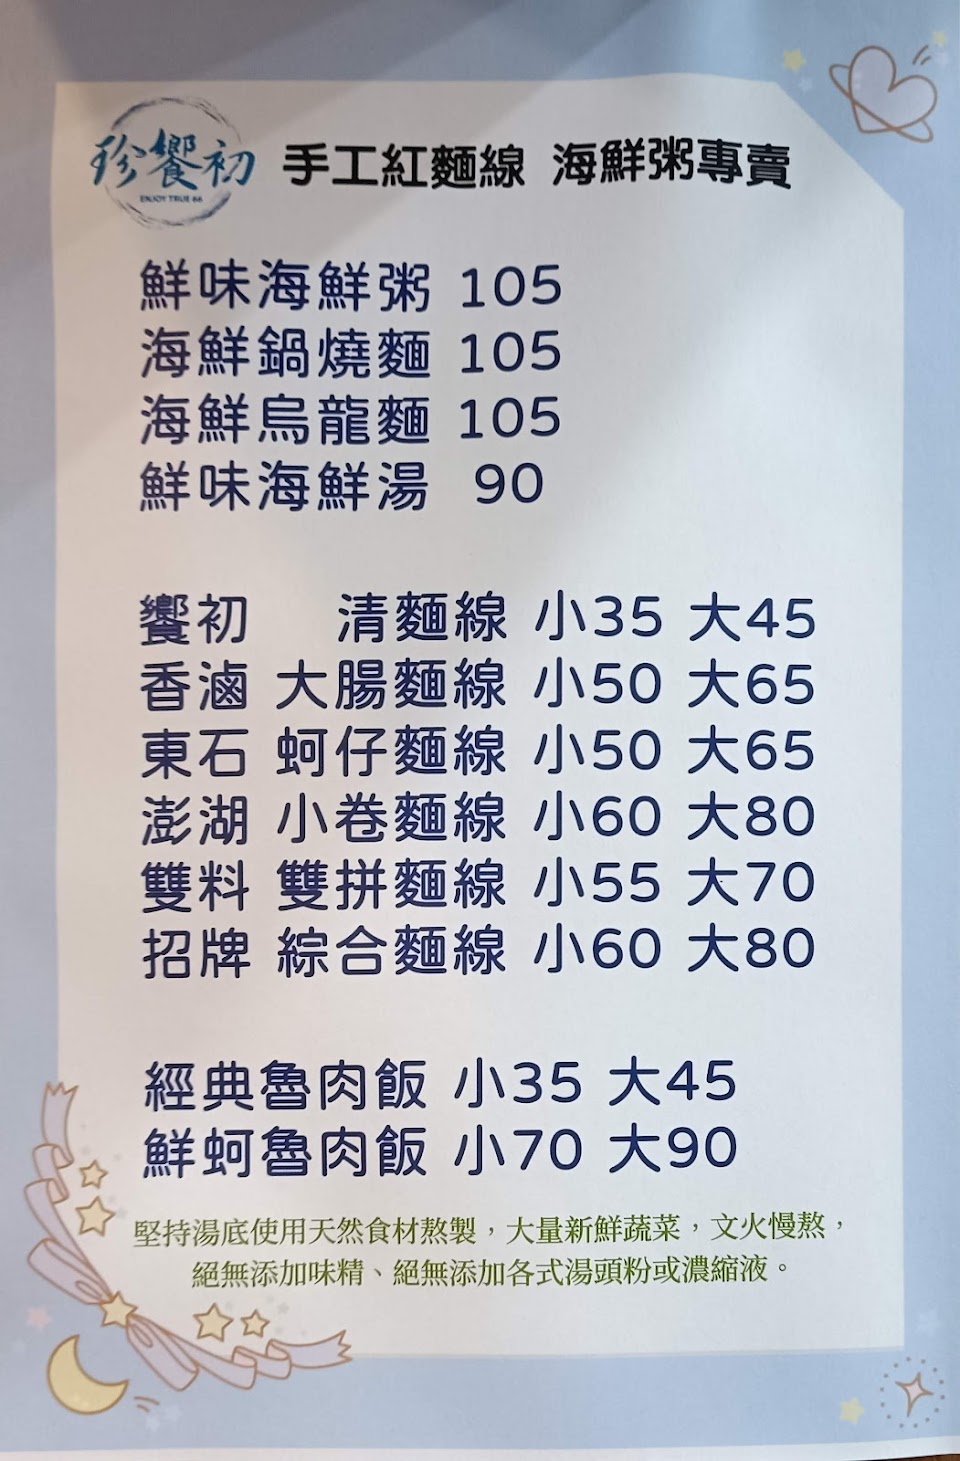 珍饗初
ENJOY TRUE 66
手工紅麵線 海鮮粥專賣
鮮味海鮮粥 105
海鮮鍋燒麵 105
海鮮烏龍麵 105
鮮味海鮮湯 90
饗初 清麵線 小35 大45
香滷 大腸麵線 小50 大65
東石 蚵仔麵線 小50 大65
澎湖 小卷麵線 小60 大80
雙料 雙拼麵線 小55 大70
招牌 綜合麵線 小60 大80
經典魯肉飯 小35 大45
鮮蚵魯肉飯 小70 大90
堅持湯底使用天然食材熬製，大量新鮮蔬菜，文火慢熬，
絕無添加味精、絕無添加各式湯頭粉或濃縮液。